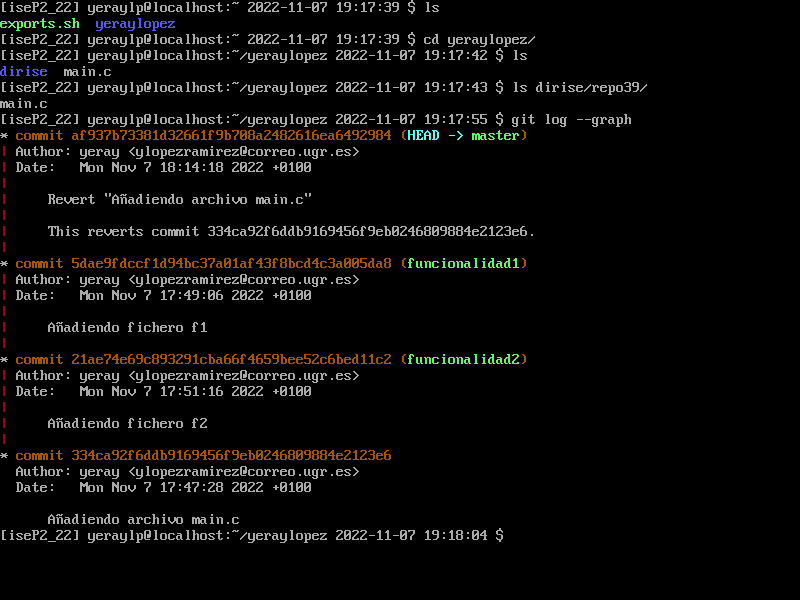 [iseP2_22] yeraylp@localhost:~ 2022-11-07 19:17:39 $ ls
exports.sh  yeraylopez
[iseP2_22] yeraylp@localhost:~ 2022-11-07 19:17:39 $ cd yeraylopez/
[iseP2_22] yeraylp@localhost:~/yeraylopez 2022-11-07 19:17:42 $ ls
dirise  main.c
[iseP2_22] yeraylp@localhost:~/yeraylopez 2022-11-07 19:17:43 $ ls dirise/repo39/
main.c
[iseP2_22] yeraylp@localhost:~/yeraylopez 2022-11-07 19:17:55 $ git log --graph
* commit af937b73381d32661f9b708a2482616ea6492984 (HEAD -> master)
| Author: yeray <ylopezramirez@correo.ugr.es>
| Date:   Mon Nov 7 18:14:18 2022 +0100
|
|     Revert "Añadiendo archivo main.c"
|
|     This reverts commit 334ca92f6ddb9169456f9eb0246809884e2123e6.
|
* commit 5dae9fdccf1d94bc37a01af43f8bcd4c3a005da8 (funcionalidad1)
| Author: yeray <ylopezramirez@correo.ugr.es>
| Date:   Mon Nov 7 17:49:06 2022 +0100
|
|     Añadiendo fichero f1
|
* commit 21ae74e69c893291cba66f4659bee52c6bed11c2 (funcionalidad2)
| Author: yeray <ylopezramirez@correo.ugr.es>
| Date:   Mon Nov 7 17:51:16 2022 +0100
|
|     Añadiendo fichero f2
|
* commit 334ca92f6ddb9169456f9eb0246809884e2123e6
  Author: yeray <ylopezramirez@correo.ugr.es>
  Date:   Mon Nov 7 17:47:28 2022 +0100

      Añadiendo archivo main.c
[iseP2_22] yeraylp@localhost:~/yeraylopez 2022-11-07 19:18:04 $